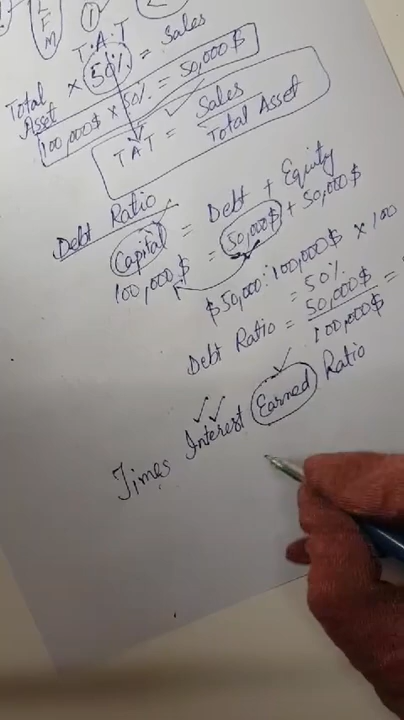 L
E
M
1
T.A.T
Total Asset × 50% = Sales
100,000$ × 50% = 50,000$
TAT = Sales / Total Asset
Debt Ratio
Capital = Debt + Equity
100,000$ = 50,000$ + 50,000$
$50,000 : 100,000$ × 100
= 50%
Debt Ratio = 50,000$ / 100,000$ =
Times Interest Earned Ratio